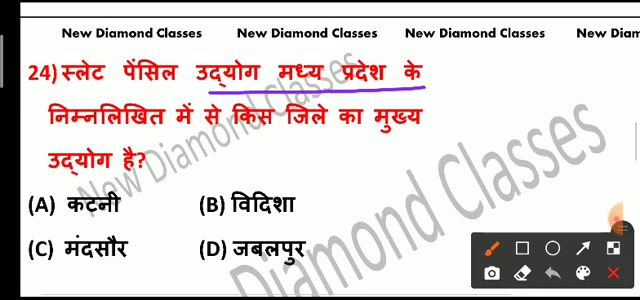 New Diamond Classes New Diamond Classes New Diamond Classes New Diam
24) स्लेट पेंसिल उद्योग मध्य प्रदेश के
निम्नलिखित में से किस जिले का मुख्य
उद्योग है?
(A) कटनी (B) विदिशा
(C) मंदसौर (D) जबलपुर
New Diamond Classes
Diamond Classes